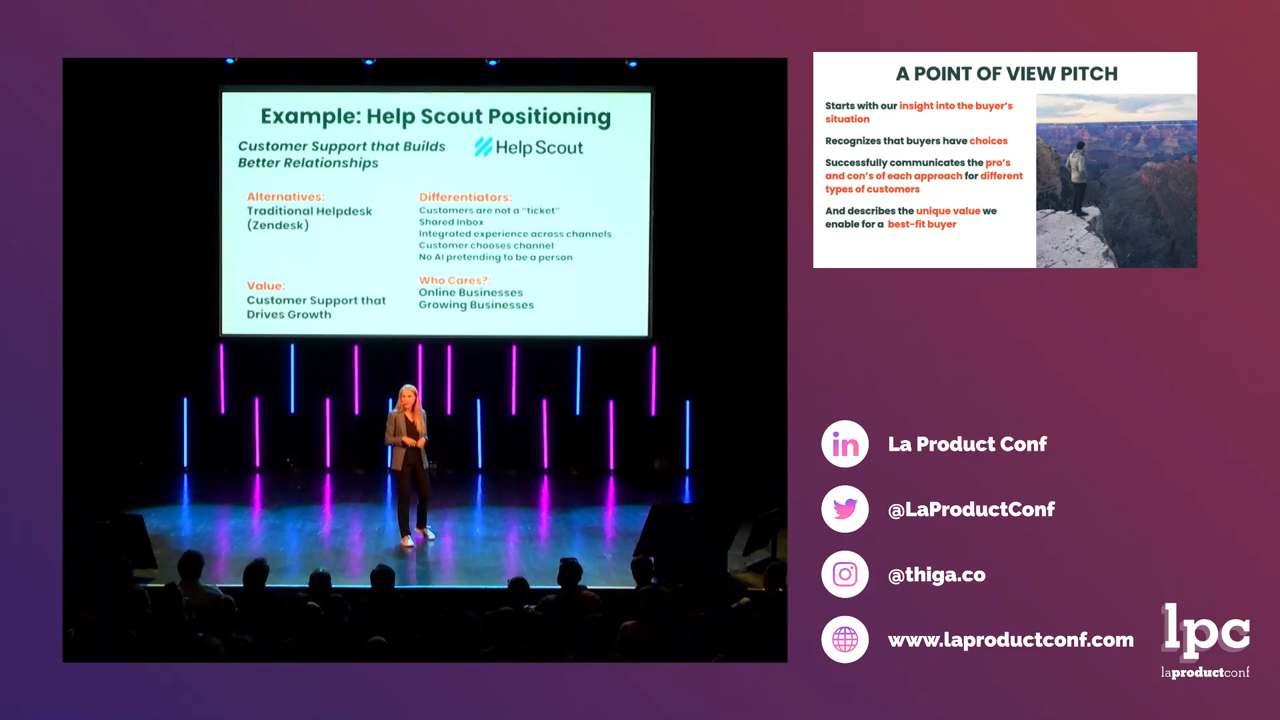 Example: Help Scout Positioning
Customer Support that Builds
Better Relationships
Help Scout
Alternatives:
Traditional Helpdesk
(Zendesk)
Differentiators:
Customers are not a "ticket"
Shared Inbox
Integrated experience across channels
Customer chooses channel
No AI pretending to be a person
Value:
Customer Support that
Drives Growth
Who Cares?:
Online Businesses
Growing Businesses
A POINT OF VIEW PITCH
Starts with our insight into the buyer's
situation
Recognizes that buyers have choices
Successfully communicates the pro's
and con's of each approach for different
types of customers
And describes the unique value we
enable for a best-fit buyer
in
La Product Conf
@LaProductConf
@thiga.co
www.laproductconf.com
lpc
laproductconf